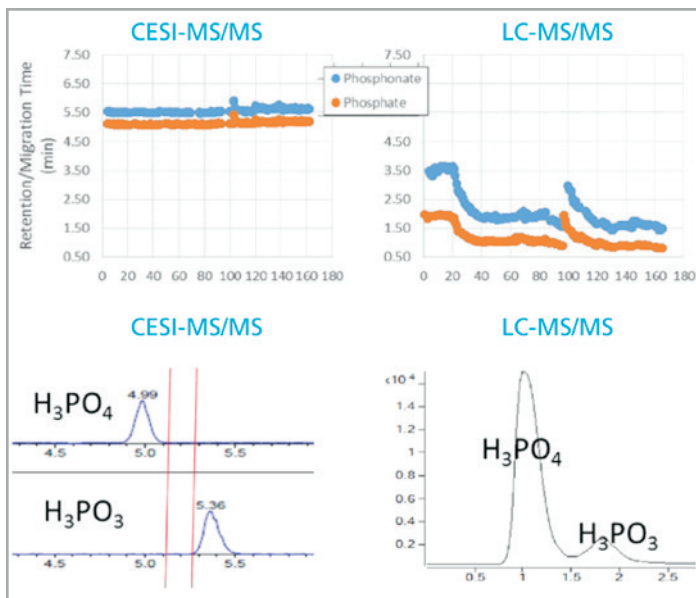 CESI-MS/MS
LC-MS/MS
Retention/Migration Time
(min)
7.50
6.50
5.50
4.50
3.50
2.50
1.50
0.50
0 20 40 60 80 100 120 140 160 180
Phosphonate
Phosphate
7.50
5.50
4.50
3.50
2.50
1.50
0.50
0 20 40 60 80 100 120 140 160 180
CESI-MS/MS
LC-MS/MS
H₃PO₄
4.99
4.5 5.0 5.5
H₃PO₃
5.36
4.5 5.0 5.5
x10⁴
1.4
1.2
1
0.8
0.6
0.4
0.2
H₃PO₄
H₃PO₃
0.5 1 1.5 2 2.5